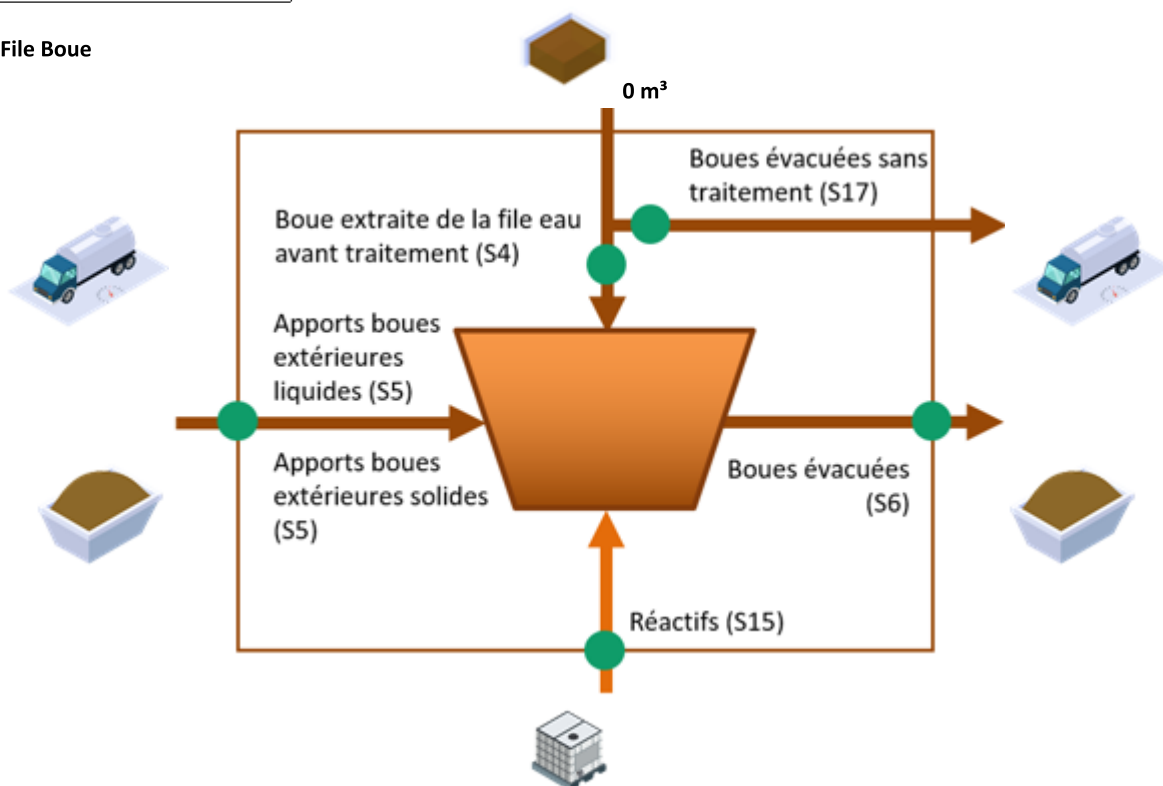 File Boue
0 m³
Boues évacuées sans
traitement (S17)
Boue extraite de la file eau
avant traitement (S4)
Apports boues
extérieures
liquides (S5)
Apports boues
extérieures solides
(S5)
Boues évacuées
(S6)
Réactifs (S15)